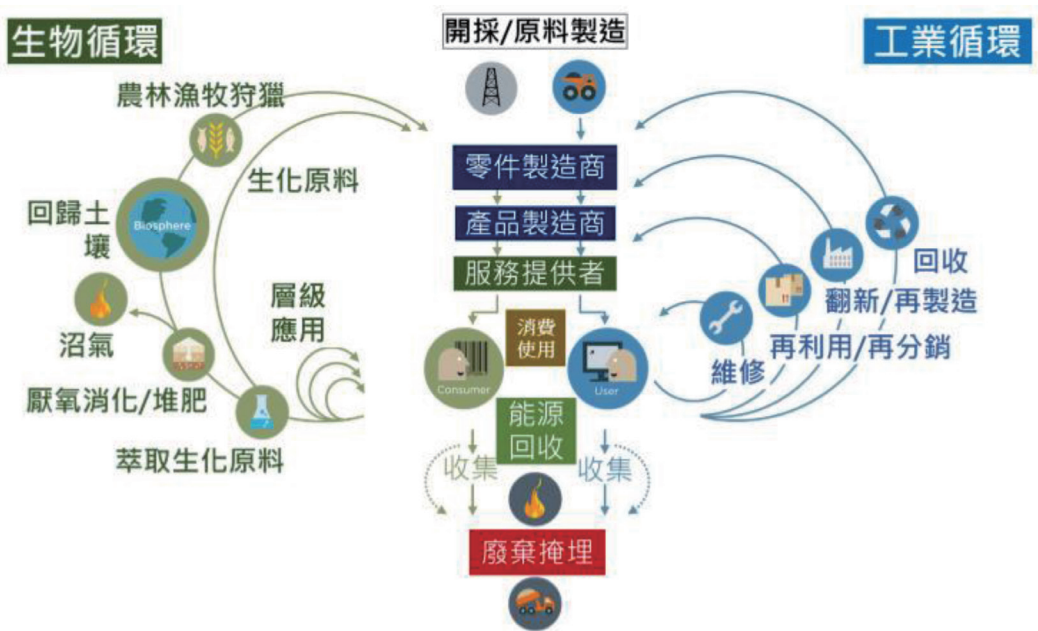 生物循環
開採/原料製造
工業循環
農林漁牧狩獵
生化原料
回歸土
壤
Biosphere
層級
應用
沼氣
厭氧消化/堆肥
萃取生化原料
零件製造商
產品製造商
服務提供者
消費
使用
Consumer
User
能源
回收
收集
收集
廢棄掩埋
回收
翻新/再製造
再利用/再分銷
維修